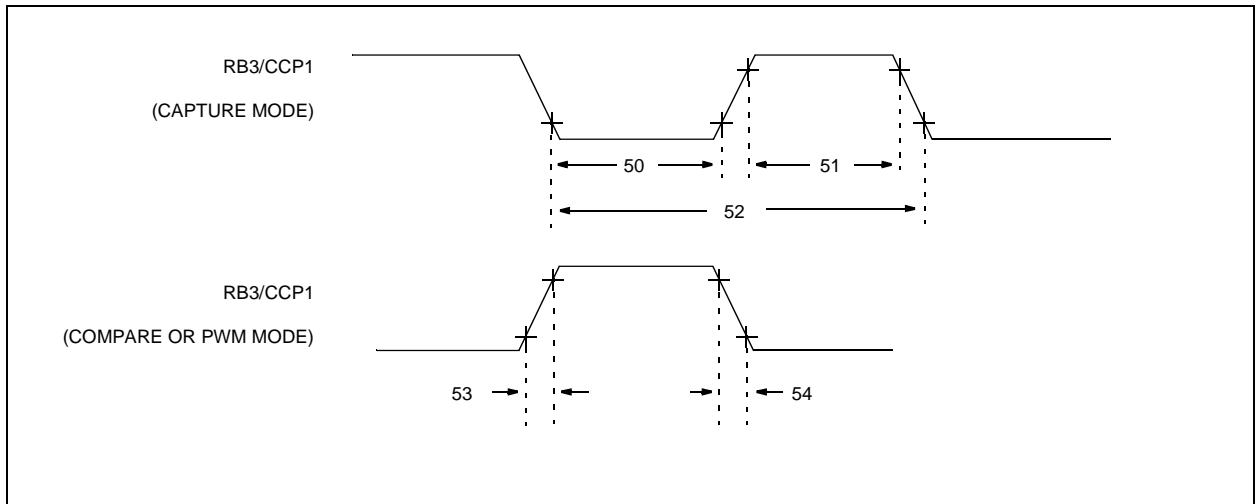 RB3/CCP1
(CAPTURE MODE)
50
51
52
RB3/CCP1
(COMPARE OR PWM MODE)
53
54